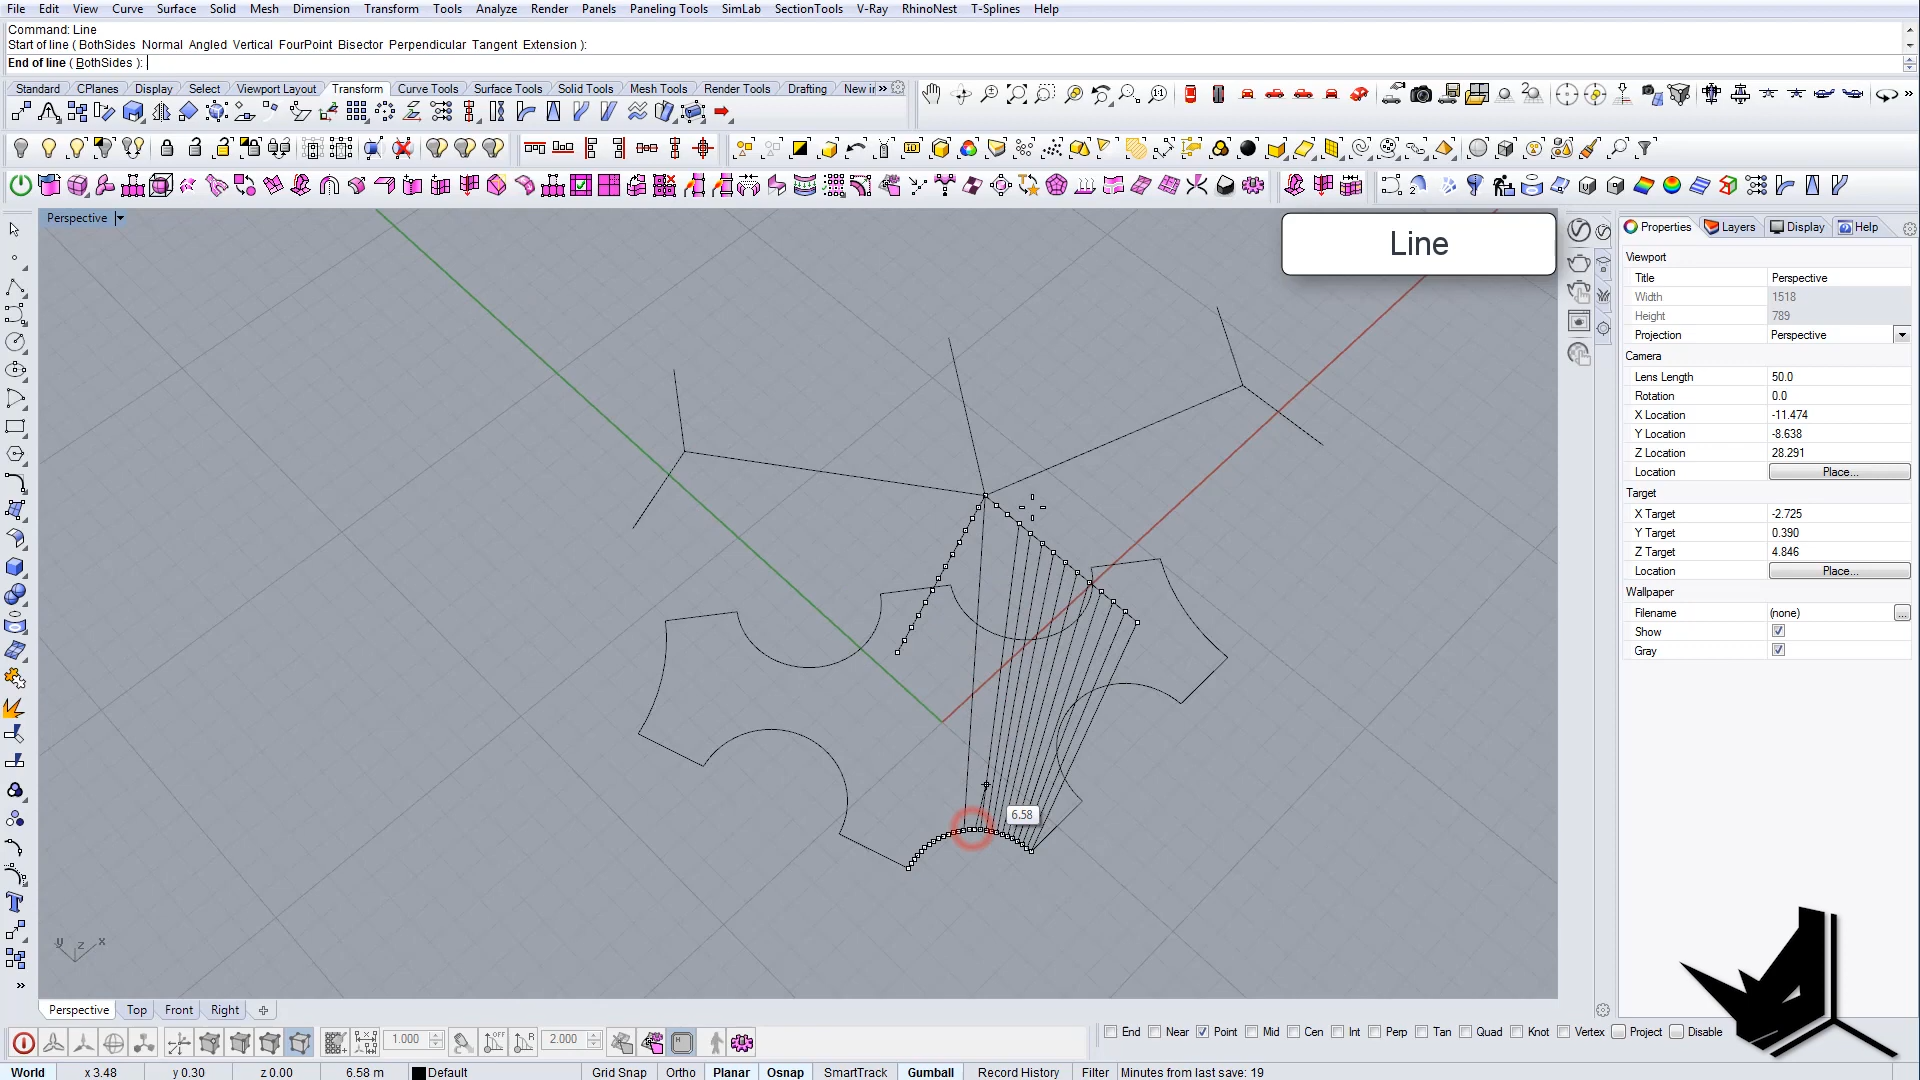 File Edit View Curve Surface Solid Mesh Dimension Transform Tools Analyze Render Panels Paneling Tools SimLab SectionTools V-Ray RhinoNest T-Splines Help
Command: Line
Start of line ( BothSides Normal Angled Vertical FourPoint Bisector Perpendicular Tangent Extension ):
End of line ( BothSides ):
Standard CPlanes Display Select Viewport Layout Transform Curve Tools Surface Tools Solid Tools Mesh Tools Render Tools Drafting New in »
Perspective
Line
Properties Layers Display Help
Viewport
Title Perspective
Width 1518
Height 789
Projection Perspective
Camera
Lens Length 50.0
Rotation 0.0
X Location -11.474
Y Location -8.638
Z Location 28.291
Location Place...
Target
X Target -2.725
Y Target 0.390
Z Target 4.846
Location Place...
Wallpaper
Filename (none) ...
Show
Gray
6.58
y z x
Perspective Top Front Right
1.000 2.000
End Near Point Mid Cen Int Perp Tan Quad Knot Vertex Project Disable
World x 3.48 y 0.30 z 0.00 6.58 m Default Grid Snap Ortho Planar Osnap SmartTrack Gumball Record History Filter Minutes from last save: 19